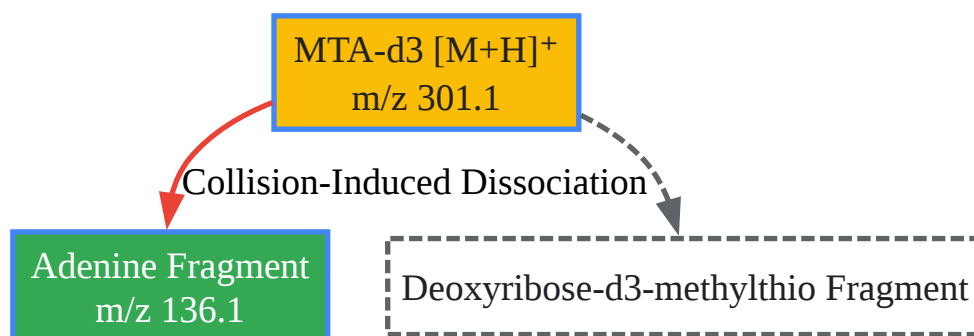 MTA-d3 [M+H]⁺
m/z 301.1
Collision-Induced Dissociation
Adenine Fragment
m/z 136.1
Deoxyribose-d3-methylthio Fragment